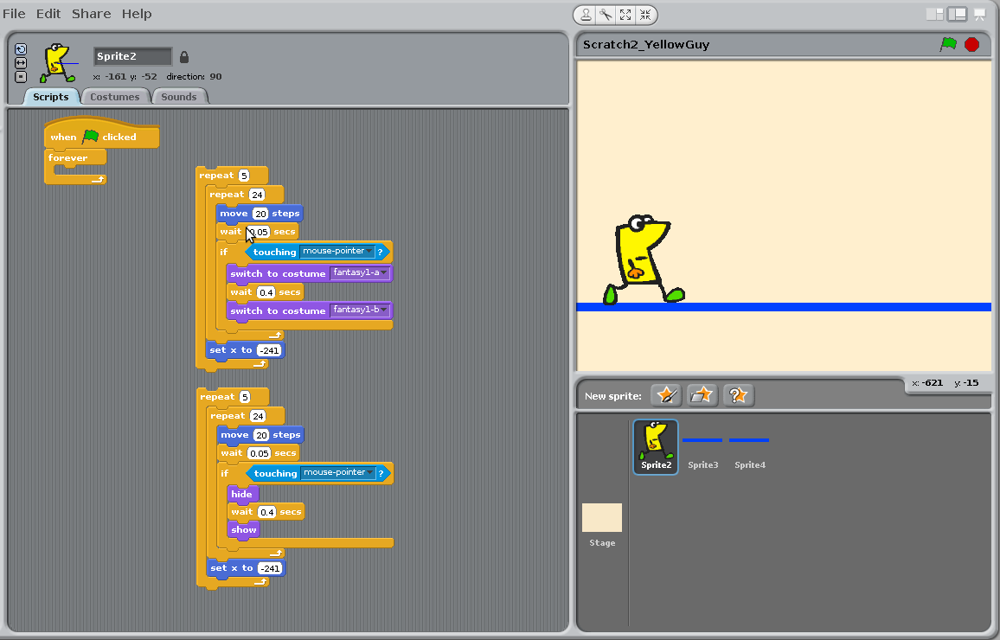 File Edit Share Help
Sprite2
x: -161 y: -52 direction: 90
Scripts Costumes Sounds
when clicked
forever
repeat 5
repeat 24
move 20 steps
wait 0.05 secs
if touching mouse-pointer ?
switch to costume fantasy1-a
wait 0.4 secs
switch to costume fantasy1-b
set x to -241
repeat 5
repeat 24
move 20 steps
wait 0.05 secs
if touching mouse-pointer ?
hide
wait 0.4 secs
show
set x to -241
Scratch2_YellowGuy
x: -621 y: -15
New sprite:
Sprite2 Sprite3 Sprite4
Stage